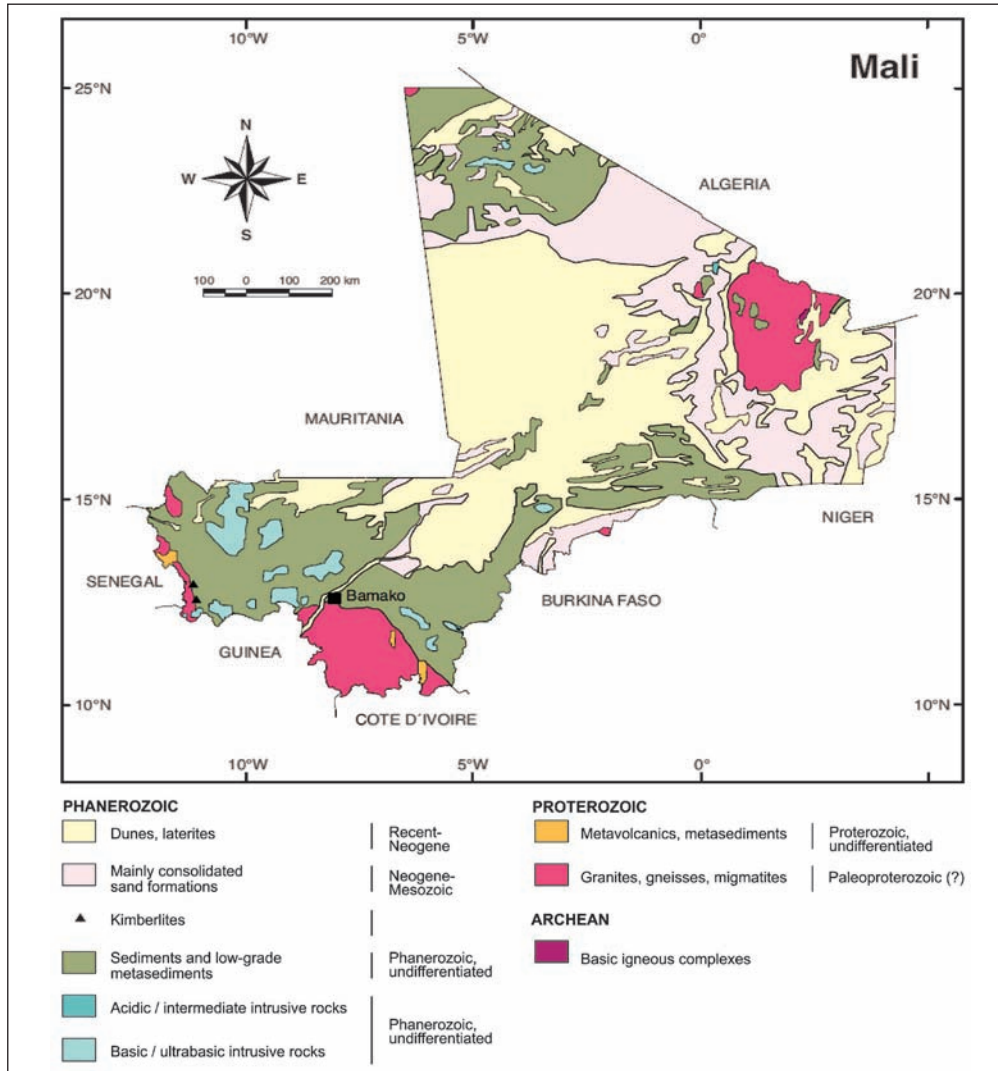 10°W 5°W 0°
Mali
25°N 25°N
N
W E
S
ALGERIA
100 0 100 200 km
20°N 20°N
MAURITANIA
15°N 15°N
NIGER
SENEGAL
Bamako
BURKINA FASO
GUINEA
10°N 10°N
COTE D'IVOIRE
10°W 5°W 0°
PHANEROZOIC
Dunes, laterites
Recent-
Neogene
Mainly consolidated
sand formations
Neogene-
Mesozoic
Kimberlites
Sediments and low-grade
metasediments
Phanerozoic,
undifferentiated
Acidic / intermediate intrusive rocks
Basic / ultrabasic intrusive rocks
Phanerozoic,
undifferentiated
PROTEROZOIC
Metavolcanics, metasediments
Proterozoic,
undifferentiated
Granites, gneisses, migmatites
Paleoproterozoic (?)
ARCHEAN
Basic igneous complexes